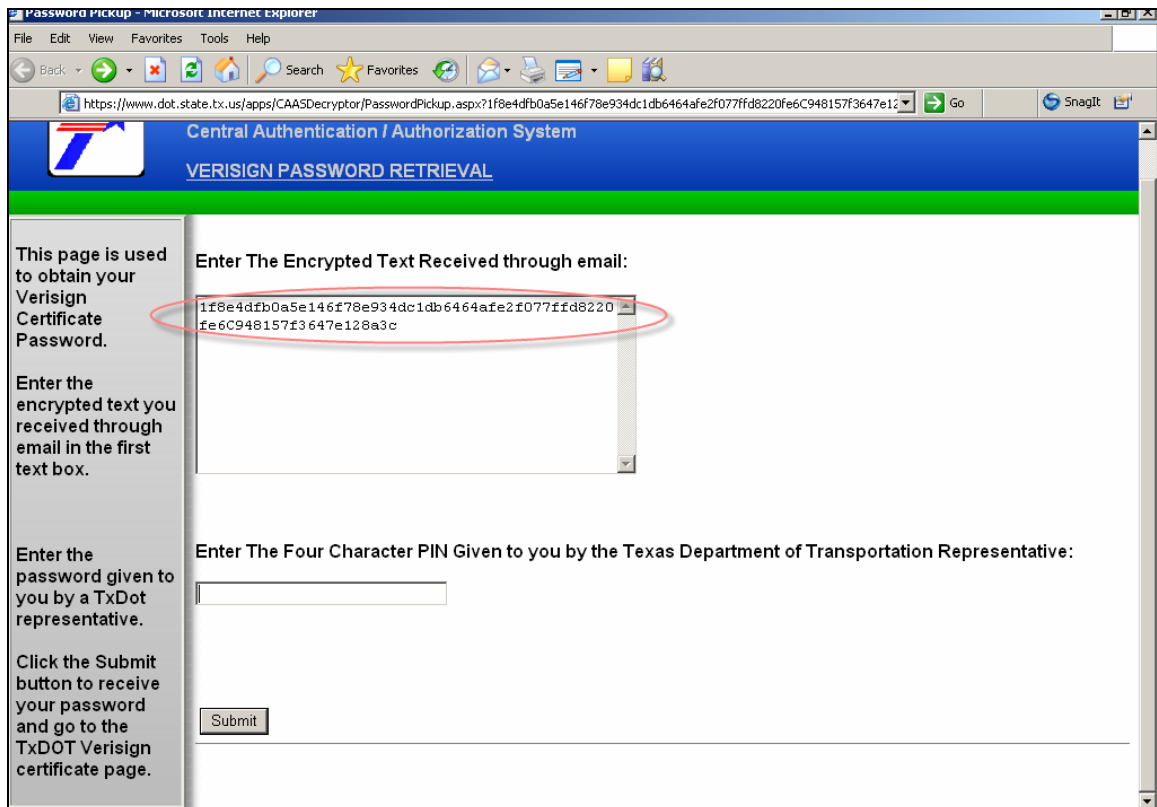 Password Pickup - Microsoft Internet Explorer
File Edit View Favorites Tools Help
Back Search Favorites
https://www.dot.state.tx.us/apps/CAASDecryptor/PasswordPickup.aspx?1f8e4dfb0a5e146f78e934dc1db6464afe2f077ffd8220fe6C948157f3647e12 Go SnagIt
Central Authentication / Authorization System
VERISIGN PASSWORD RETRIEVAL
This page is used
to obtain your
Verisign
Certificate
Password.
Enter the
encrypted text you
received through
email in the first
text box.
Enter the
password given to
you by a TxDot
representative.
Click the Submit
button to receive
your password
and go to the
TxDOT Verisign
certificate page.
Enter The Encrypted Text Received through email:
1f8e4dfb0a5e146f78e934dc1db6464afe2f077ffd8220
fe6C948157f3647e128a3c
Enter The Four Character PIN Given to you by the Texas Department of Transportation Representative:
Submit